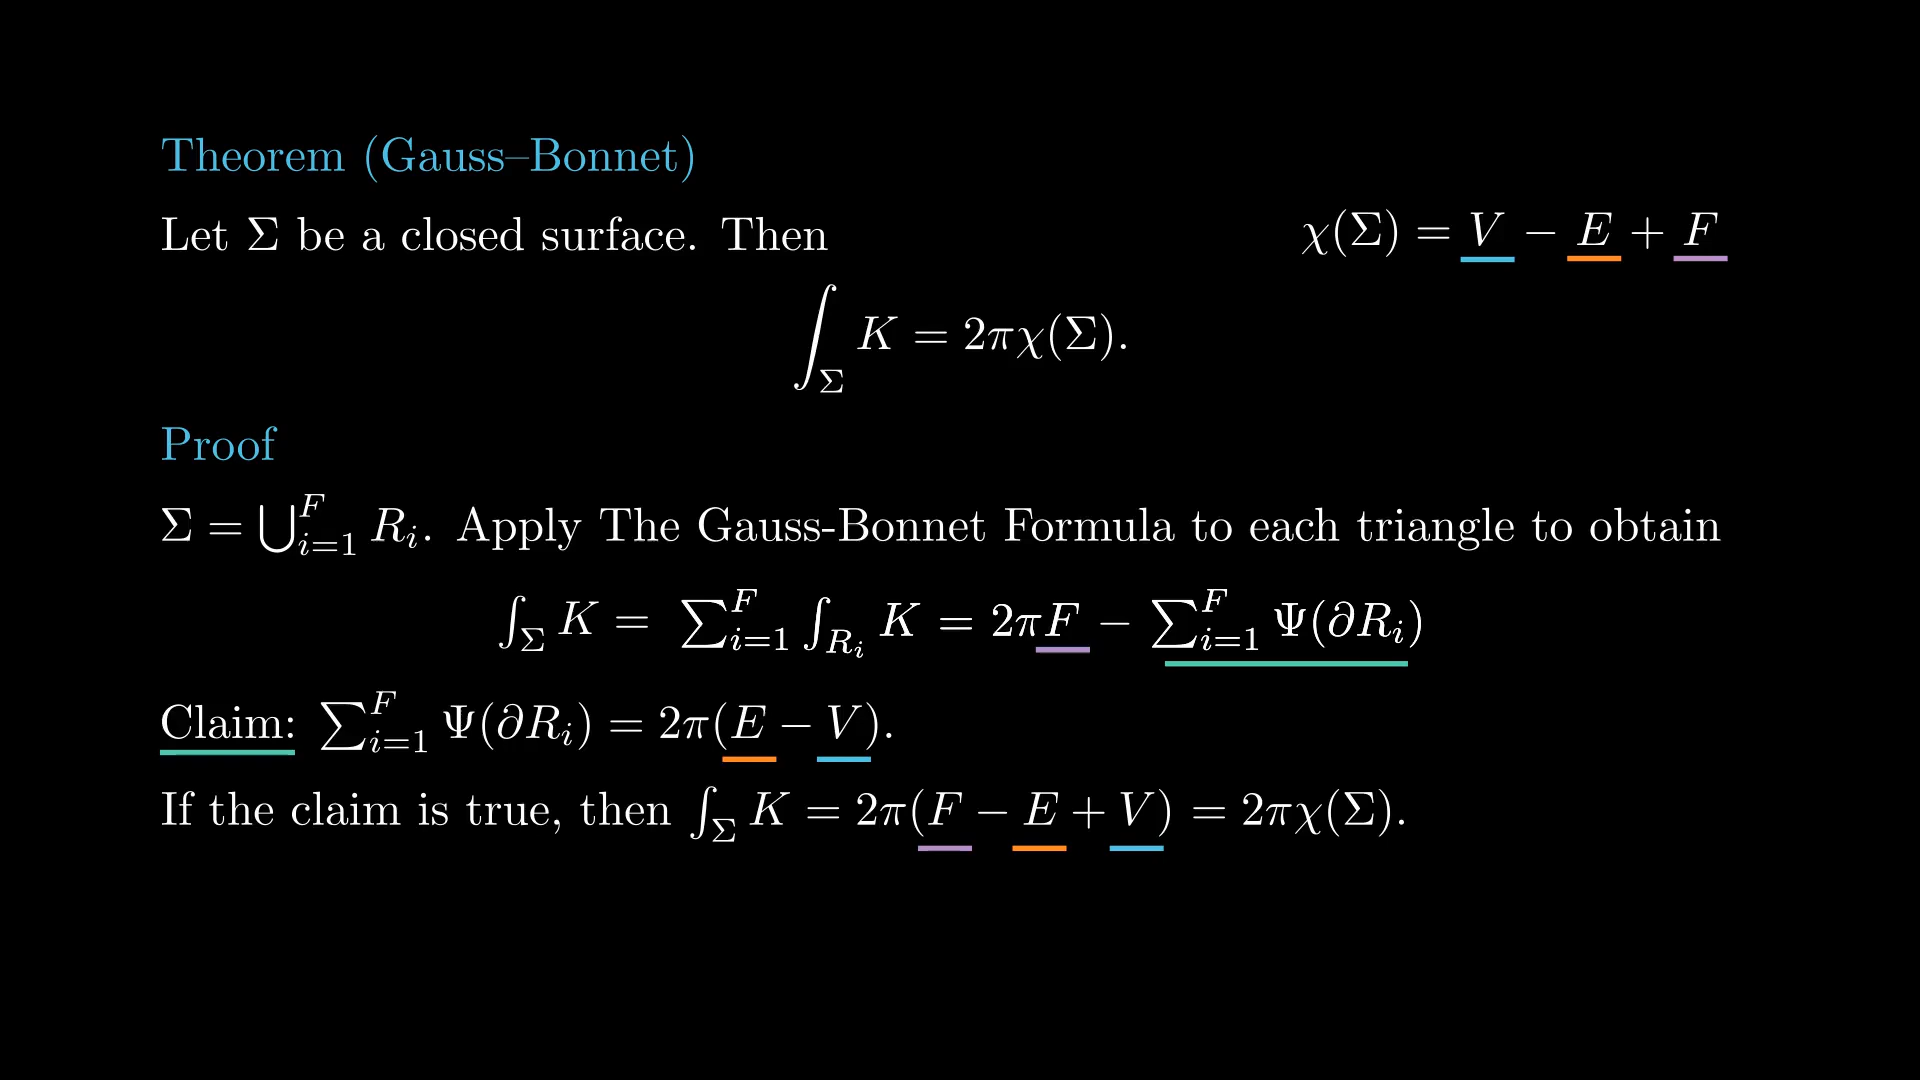 Theorem (Gauss–Bonnet)
Let Σ be a closed surface. Then
χ(Σ) = V − E + F
∫_Σ K = 2πχ(Σ).
Proof
Σ = ⋃_{i=1}^F R_i. Apply The Gauss-Bonnet Formula to each triangle to obtain
∫_Σ K = ∑_{i=1}^F ∫_{R_i} K = 2πF − ∑_{i=1}^F Ψ(∂R_i)
Claim: ∑_{i=1}^F Ψ(∂R_i) = 2π(E − V).
If the claim is true, then ∫_Σ K = 2π(F − E + V) = 2πχ(Σ).